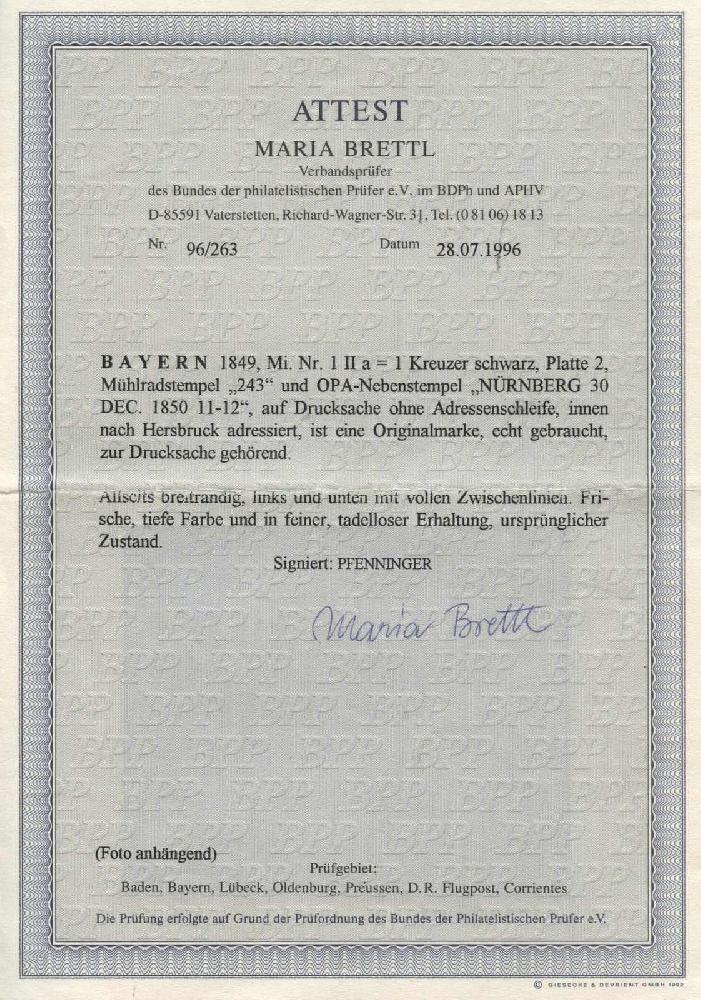 ATTEST
MARIA BRETTL
Verbandsprüfer
des Bundes der philatelistischen Prüfer e.V. im BDPh und APHV
D-85591 Vaterstetten, Richard-Wagner-Str. 31, Tel. (0 81 06) 18 13
Nr. 96/263 Datum 28.07.1996
BAYERN 1849, Mi. Nr. 1 II a = 1 Kreuzer schwarz, Platte 2,
Mühlradstempel „243“ und OPA-Nebenstempel „NÜRNBERG 30
DEC. 1850 11-12“, auf Drucksache ohne Adressenschleife, innen
nach Hersbruck adressiert, ist eine Originalmarke, echt gebraucht,
zur Drucksache gehörend.
Allseits breitrandig, links und unten mit vollen Zwischenlinien. Fri-
sche, tiefe Farbe und in feiner, tadelloser Erhaltung, ursprünglicher
Zustand.
Signiert: PFENNINGER
Maria Brettl
(Foto anhängend)
Prüfgebiet:
Baden, Bayern, Lübeck, Oldenburg, Preussen, D.R. Flugpost, Corrientes
Die Prüfung erfolgte auf Grund der Prüfordnung des Bundes der Philatelistischen Prüfer e.V.
© GIESECKE & DEVRIENT GMBH 1992